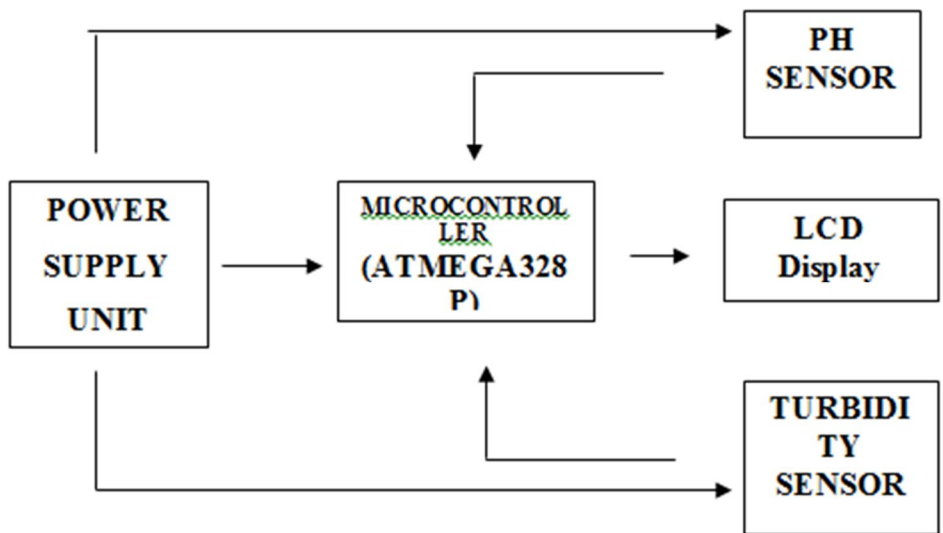 PH
SENSOR
POWER
SUPPLY
UNIT
MICROCONTROL
LER
(ATMEGA328
P)
LCD
Display
TURBIDI
TY
SENSOR